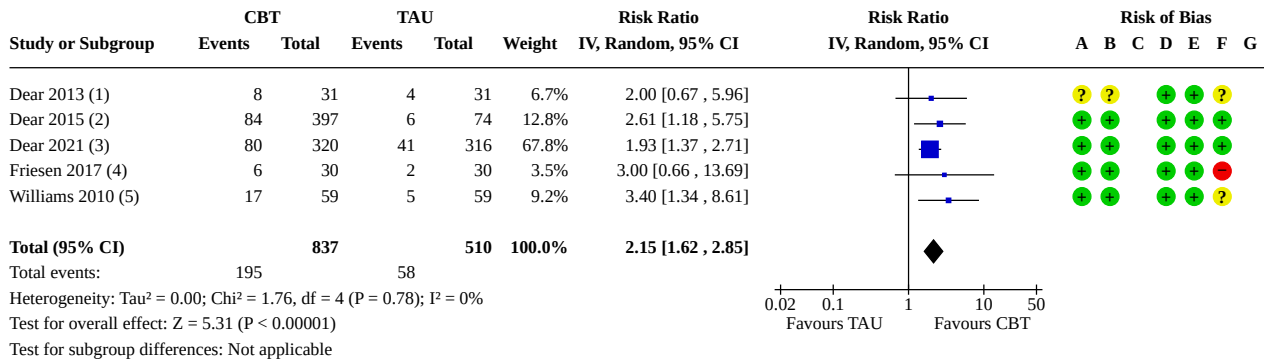 CBT TAU Risk Ratio Risk Ratio Risk of Bias
Study or Subgroup Events Total Events Total Weight IV, Random, 95% CI IV, Random, 95% CI A B C D E F G
Dear 2013 (1) 8 31 4 31 6.7% 2.00 [0.67 , 5.96] ? ? + + ?
Dear 2015 (2) 84 397 6 74 12.8% 2.61 [1.18 , 5.75] + + + + +
Dear 2021 (3) 80 320 41 316 67.8% 1.93 [1.37 , 2.71] + + + + +
Friesen 2017 (4) 6 30 2 30 3.5% 3.00 [0.66 , 13.69] + + + + −
Williams 2010 (5) 17 59 5 59 9.2% 3.40 [1.34 , 8.61] + + + + ?
Total (95% CI) 837 510 100.0% 2.15 [1.62 , 2.85]
Total events: 195 58
Heterogeneity: Tau² = 0.00; Chi² = 1.76, df = 4 (P = 0.78); I² = 0%
Test for overall effect: Z = 5.31 (P < 0.00001)
Test for subgroup differences: Not applicable
0.02 0.1 1 10 50
Favours TAU Favours CBT